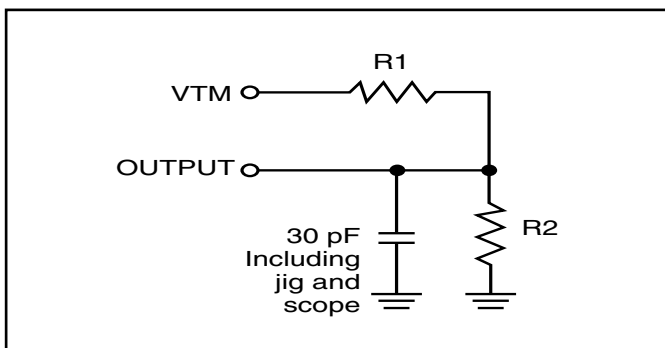 R1
VTM
OUTPUT
30 pF
Including
jig and
scope
R2